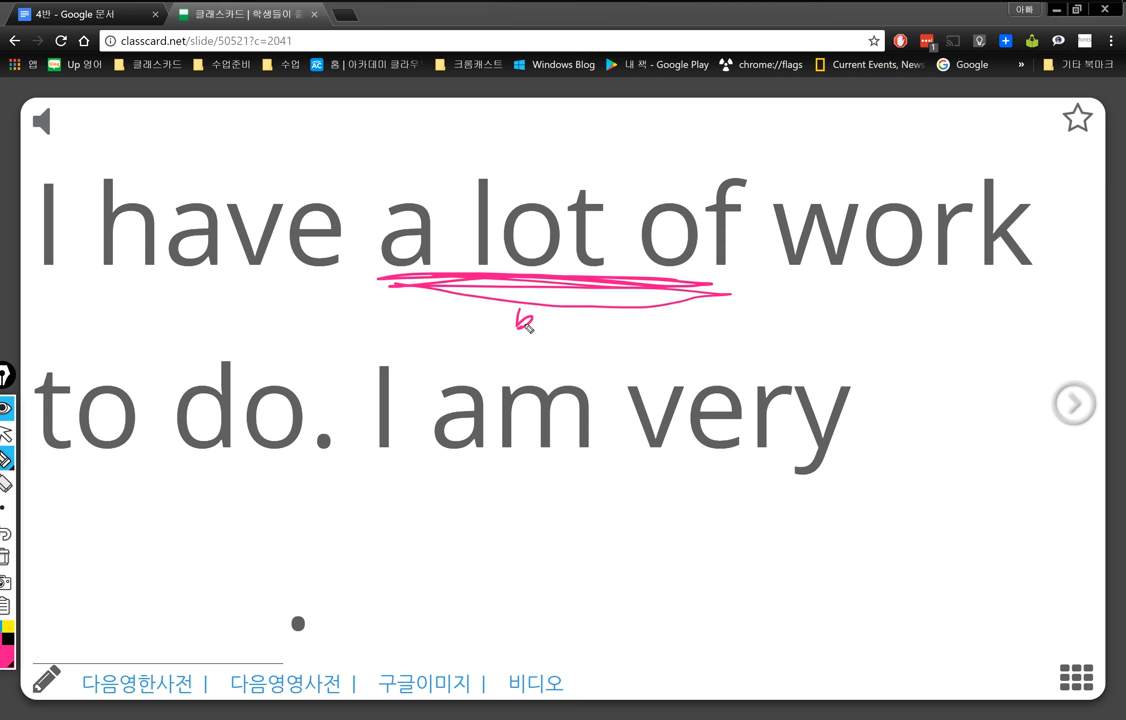 4반 - Google 문서
클래스카드 | 학생들이 즐
아빠
classcard.net/slide/50521?c=2041
1
앱 Up 영어 클래스카드 수업준비 수업 홈 | 아카데미 클라우 크롬캐스트 Windows Blog 내 책 - Google Play chrome://flags Current Events, News Google » 기타 북마크
I have a lot of work
to do. I am very
.
다음영한사전 | 다음영영사전 | 구글이미지 | 비디오